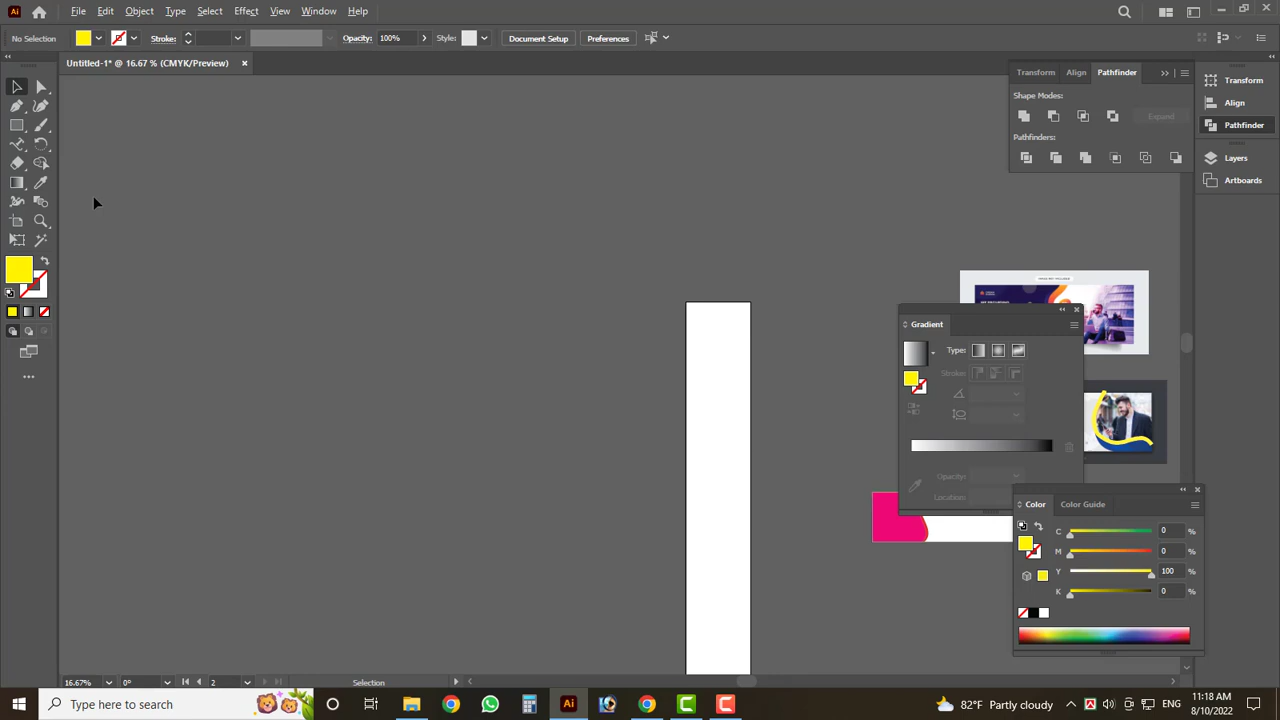 File Edit Object Type Select Effect View Window Help
No Selection Stroke: Opacity: 100% Style: Document Setup Preferences
Untitled-1* @ 16.67 % (CMYK/Preview)
Transform Align Pathfinder
Shape Modes:
Expand
Pathfinders:
Transform
Align
Pathfinder
Layers
Artboards
Gradient
Type:
Stroke:
Opacity:
Location:
Color Color Guide
C 0 %
M 0 %
Y 100 %
K 0 %
16.67% 0° 2 Selection
Type here to search
82°F Partly cloudy ENG
11:18 AM
8/10/2022